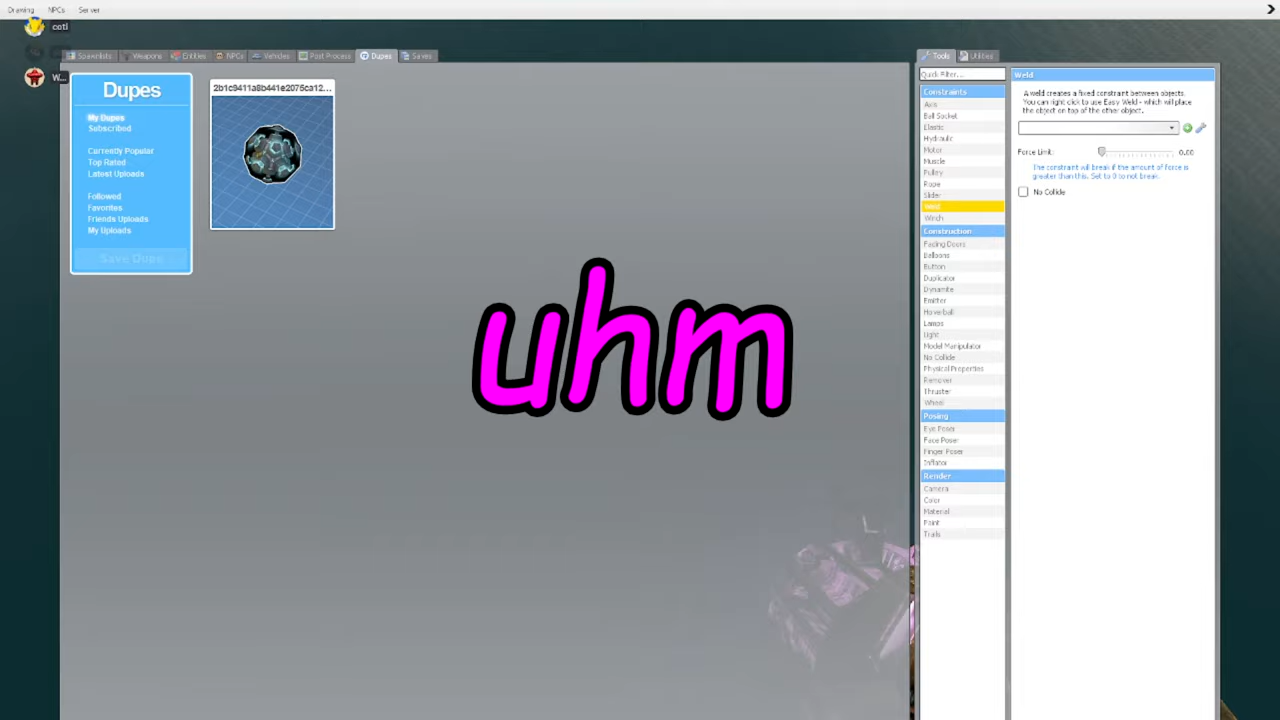 Drawing NPCs Server
coti
W...
Spawnlists Weapons Entities NPCs Vehicles Post Process Dupes Saves
Dupes
My Dupes
Subscribed
Currently Popular
Top Rated
Latest Uploads
Followed
Favorites
Friends Uploads
My Uploads
Save Dupe
2b1c9411a8b441e2075ca12...
uhm
Tools Utilities
Quick Filter...
Constraints
Axis
Ball Socket
Elastic
Hydraulic
Motor
Muscle
Pulley
Rope
Slider
Weld
Winch
Construction
Fading Doors
Balloons
Button
Duplicator
Dynamite
Emitter
Hoverball
Lamps
Light
Model Manipulator
No Collide
Physical Properties
Remover
Thruster
Wheel
Posing
Eye Poser
Face Poser
Finger Poser
Inflator
Render
Camera
Color
Material
Paint
Trails
Weld
A weld creates a fixed constraint between objects.
You can right click to use Easy Weld - which will place
the object on top of the other object.
Force Limit: 0.00
The constraint will break if the amount of force is
greater than this. Set to 0 to not break.
No Collide